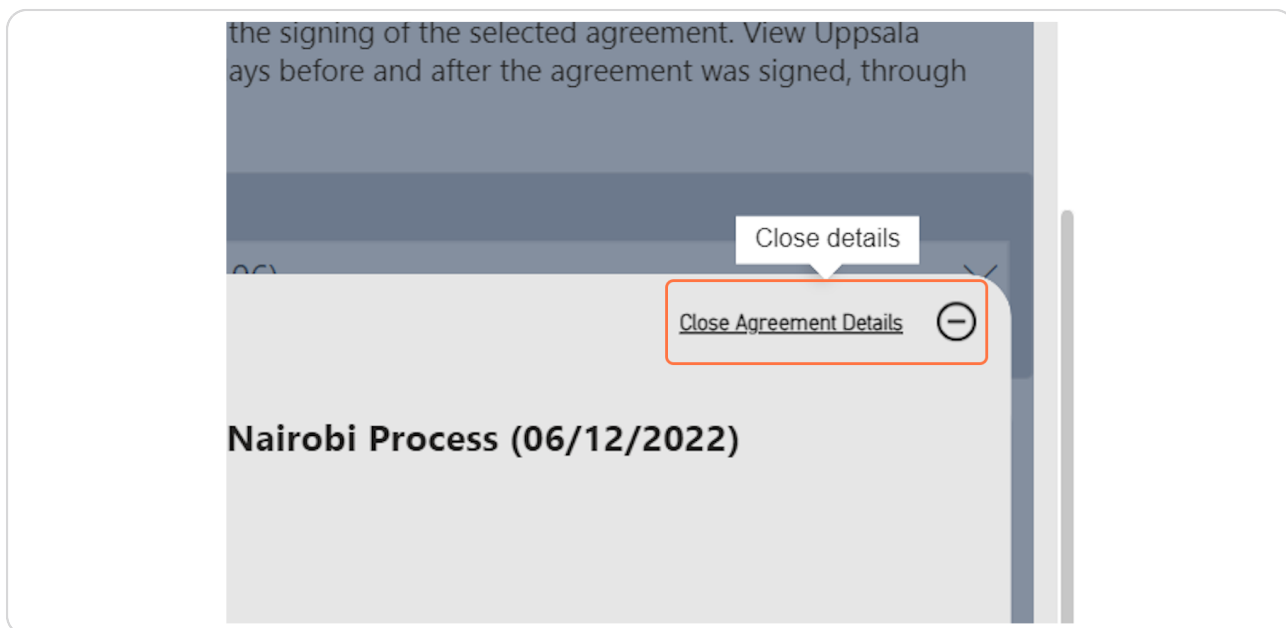 the signing of the selected agreement. View Uppsala
ays before and after the agreement was signed, through
Close details
Close Agreement Details
Nairobi Process (06/12/2022)